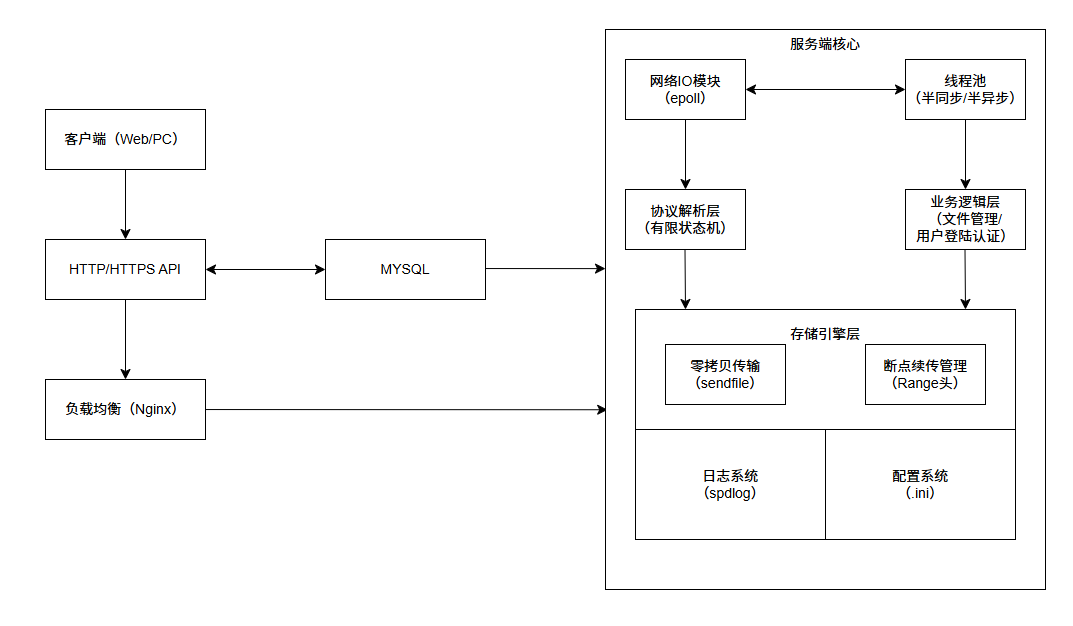 服务端核心
网络IO模块
（epoll）
线程池
（半同步/半异步）
客户端（Web/PC）
协议解析层
（有限状态机）
业务逻辑层
（文件管理/
用户登陆认证）
HTTP/HTTPS API
MYSQL
存储引擎层
零拷贝传输
（sendfile）
断点续传管理
（Range头）
负载均衡（Nginx）
日志系统
（spdlog）
配置系统
（.ini）